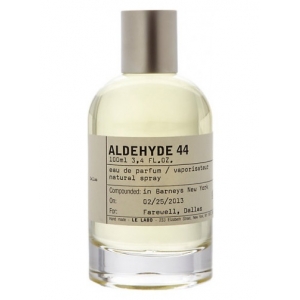 ALDEHYDE 44
100ml 3,4 FL.OZ.
eau de parfum / vaporisateur
natural spray
Compounded: in Barneys New York
On: 02/25/2013
For: Farewell, Dallas
LE LABO